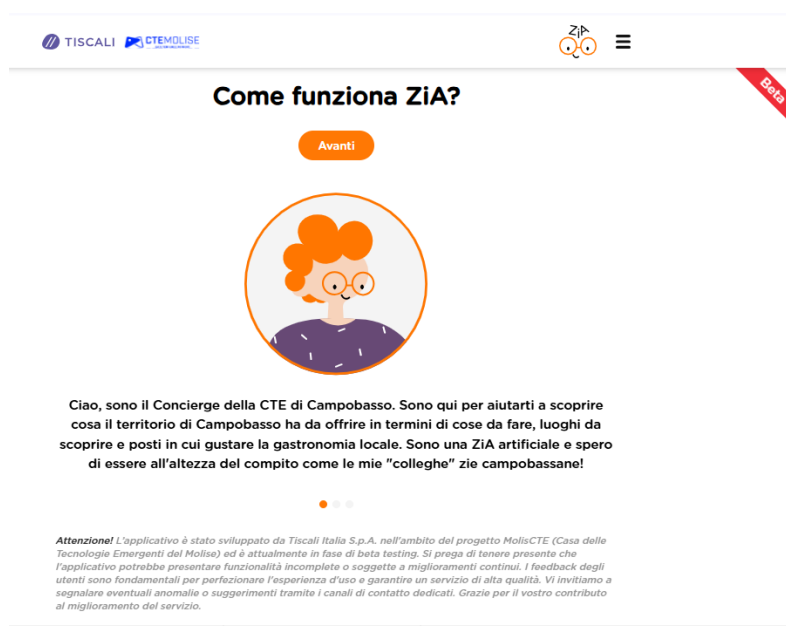 TISCALI CTEMOLISE
ZiA
Beta
Come funziona ZiA?
Avanti
Ciao, sono il Concierge della CTE di Campobasso. Sono qui per aiutarti a scoprire
cosa il territorio di Campobasso ha da offrire in termini di cose da fare, luoghi da
scoprire e posti in cui gustare la gastronomia locale. Sono una ZiA artificiale e spero
di essere all'altezza del compito come le mie "colleghe" zie campobassane!
Attenzione! L'applicativo è stato sviluppato da Tiscali Italia S.p.A. nell'ambito del progetto MolisCTE (Casa delle
Tecnologie Emergenti del Molise) ed è attualmente in fase di beta testing. Si prega di tenere presente che
l'applicativo potrebbe presentare funzionalità incomplete o soggette a miglioramenti continui. I feedback degli
utenti sono fondamentali per perfezionare l'esperienza d'uso e garantire un servizio di alta qualità. Vi invitiamo a
segnalare eventuali anomalie o suggerimenti tramite i canali di contatto dedicati. Grazie per il vostro contributo
al miglioramento del servizio.